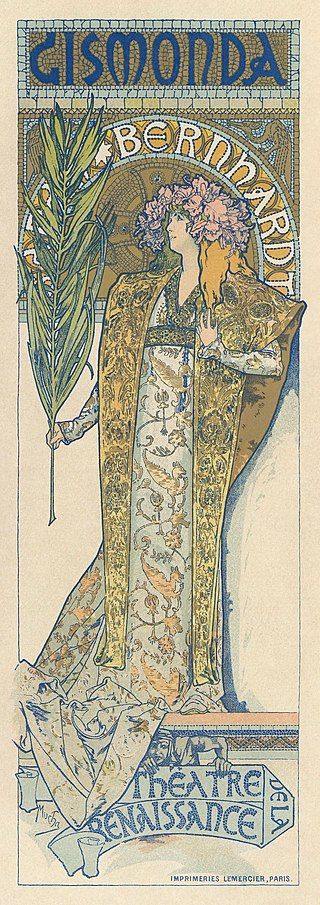 GISMONDA
BERNHARDT
THEATRE
DE LA
RENAISSANCE
Mucha
IMPRIMERIES LEMERCIER, PARIS.